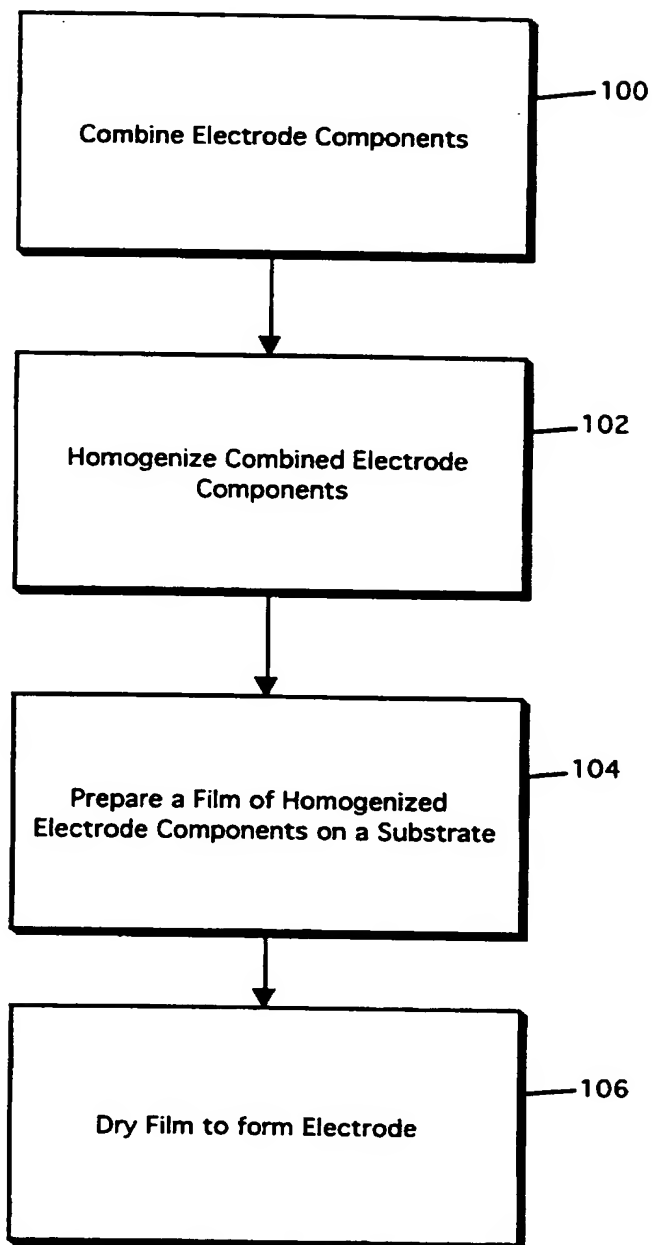 Combine Electrode Components
100
Homogenize Combined Electrode
Components
102
Prepare a Film of Homogenized
Electrode Components on a Substrate
104
Dry Film to form Electrode
106